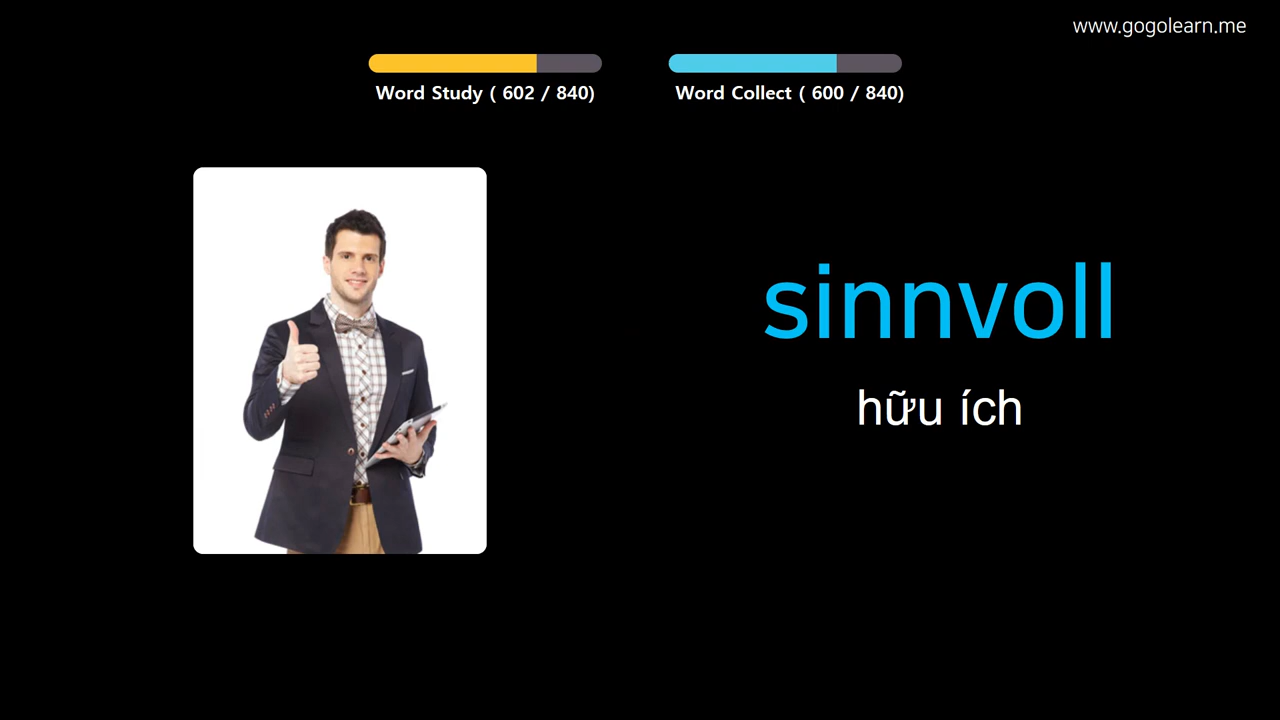 www.gogolearn.me
Word Study ( 602 / 840)
Word Collect ( 600 / 840)
sinnvoll
hữu ích